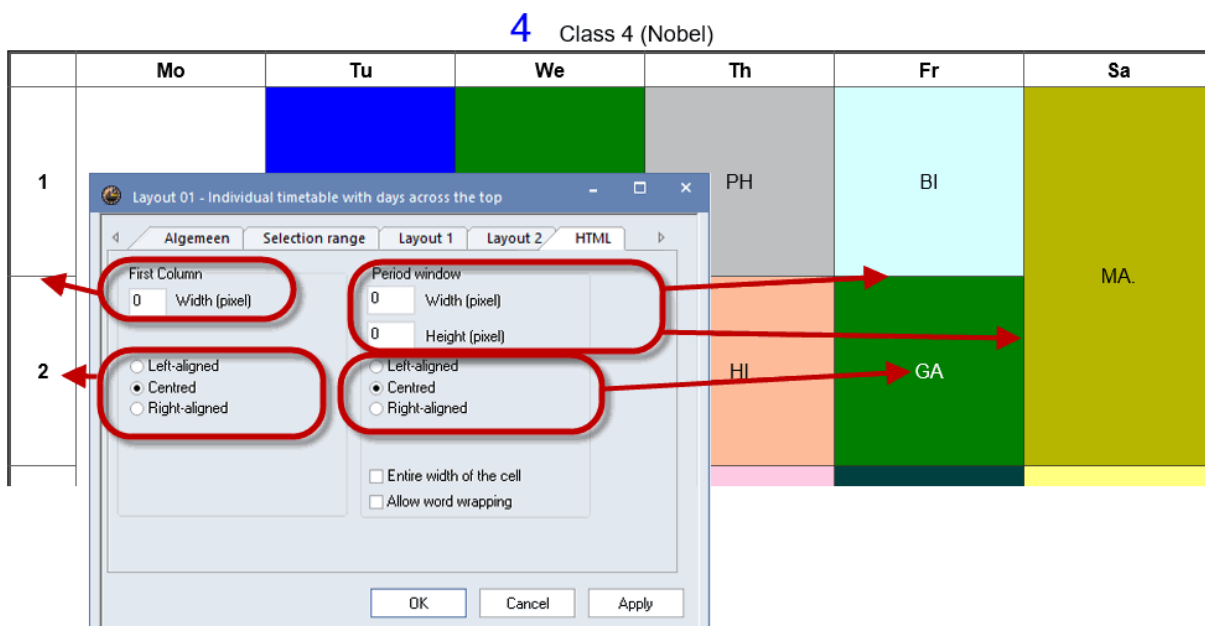 4 Class 4 (Nobel)
Mo Tu We Th Fr Sa
1 PH BI
MA.
2 HI GA
Layout 01 - Individual timetable with days across the top
Algemeen Selection range Layout 1 Layout 2 HTML
First Column Period window
0 Width (pixel) 0 Width (pixel)
0 Height (pixel)
Left-aligned Left-aligned
Centred Centred
Right-aligned Right-aligned
Entire width of the cell
Allow word wrapping
OK Cancel Apply